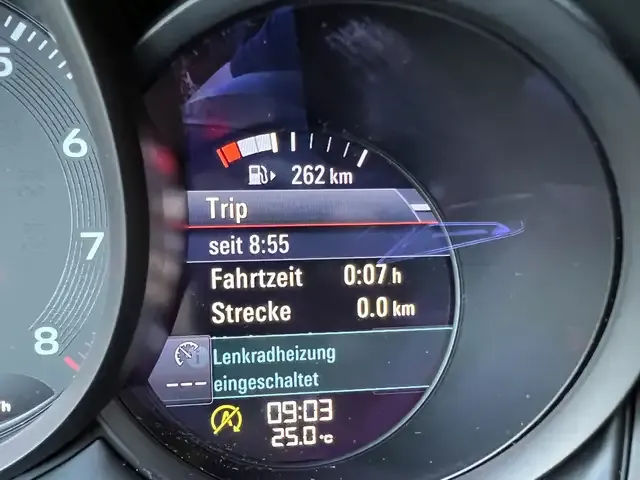 5
6
7
8
h
262 km
Trip
seit 8:55
Fahrtzeit 0:07 h
Strecke 0.0 km
Lenkradheizung
---eingeschaltet
A
09:03
25.0 °C